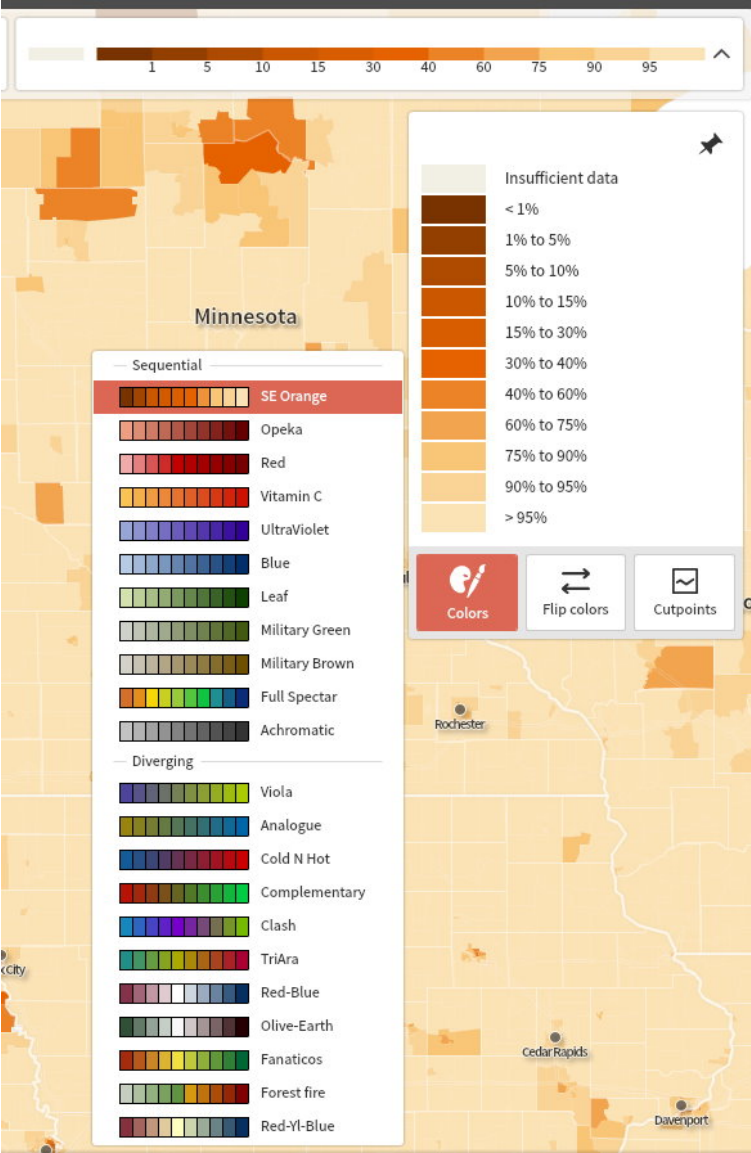 1 5 10 15 30 40 60 75 90 95
Insufficient data
< 1%
1% to 5%
5% to 10%
10% to 15%
15% to 30%
30% to 40%
40% to 60%
60% to 75%
75% to 90%
90% to 95%
> 95%
Colors
Flip colors
Cutpoints
Minnesota
Sequential
SE Orange
Opeka
Red
Vitamin C
UltraViolet
Blue
Leaf
Military Green
Military Brown
Full Spectar
Achromatic
Diverging
Viola
Analogue
Cold N Hot
Complementary
Clash
TriAra
Red-Blue
Olive-Earth
Fanaticos
Forest fire
Red-Yl-Blue
Rochester
City
Cedar Rapids
Davenport